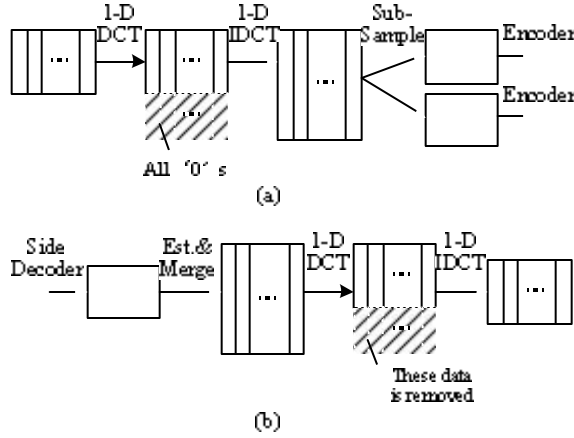 1-D
DCT
1-D
IDCT
Sub-
Sample
Encoder
Encoder
All '0' s
(a)
Side
Decoder
Est.&
Merge
1-D
DCT
1-D
IDCT
These data
is removed
(b)